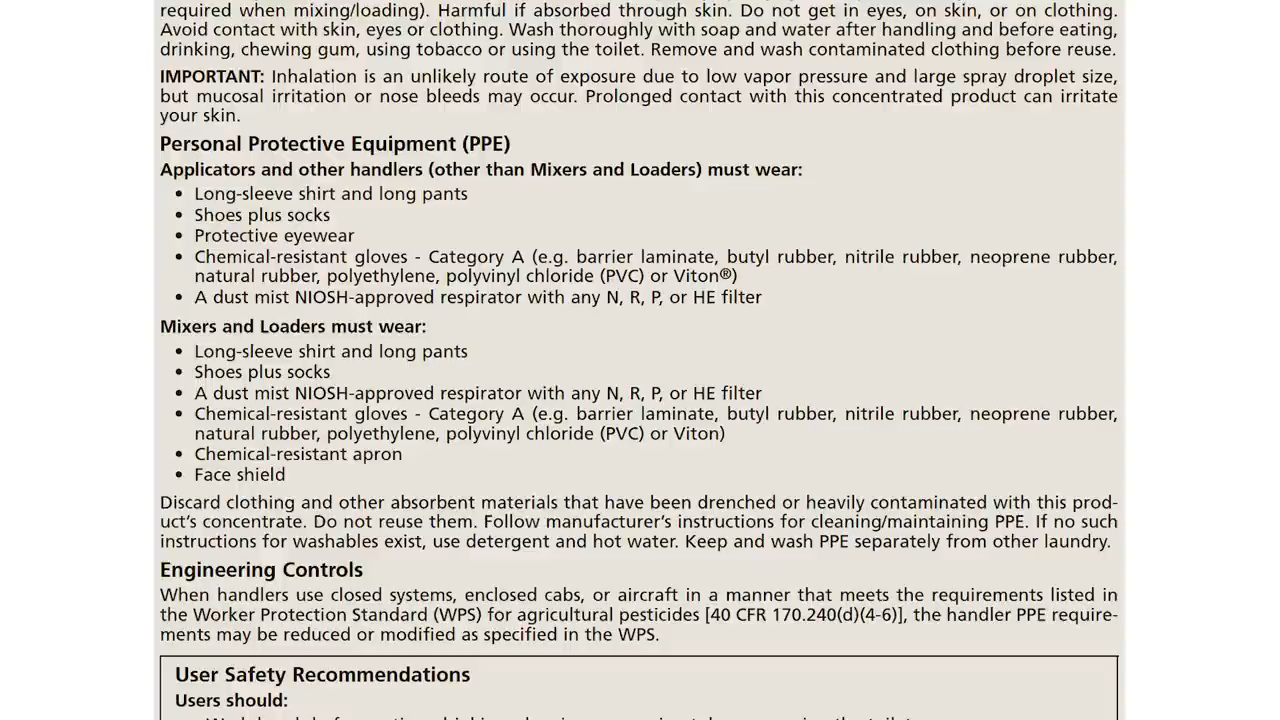 required when mixing/loading). Harmful if absorbed through skin. Do not get in eyes, on skin, or on clothing.
Avoid contact with skin, eyes or clothing. Wash thoroughly with soap and water after handling and before eating,
drinking, chewing gum, using tobacco or using the toilet. Remove and wash contaminated clothing before reuse.
IMPORTANT: Inhalation is an unlikely route of exposure due to low vapor pressure and large spray droplet size,
but mucosal irritation or nose bleeds may occur. Prolonged contact with this concentrated product can irritate
your skin.
Personal Protective Equipment (PPE)
Applicators and other handlers (other than Mixers and Loaders) must wear:
• Long-sleeve shirt and long pants
• Shoes plus socks
• Protective eyewear
• Chemical-resistant gloves - Category A (e.g. barrier laminate, butyl rubber, nitrile rubber, neoprene rubber,
natural rubber, polyethylene, polyvinyl chloride (PVC) or Viton®)
• A dust mist NIOSH-approved respirator with any N, R, P, or HE filter
Mixers and Loaders must wear:
• Long-sleeve shirt and long pants
• Shoes plus socks
• A dust mist NIOSH-approved respirator with any N, R, P, or HE filter
• Chemical-resistant gloves - Category A (e.g. barrier laminate, butyl rubber, nitrile rubber, neoprene rubber,
natural rubber, polyethylene, polyvinyl chloride (PVC) or Viton)
• Chemical-resistant apron
• Face shield
Discard clothing and other absorbent materials that have been drenched or heavily contaminated with this prod-
uct's concentrate. Do not reuse them. Follow manufacturer's instructions for cleaning/maintaining PPE. If no such
instructions for washables exist, use detergent and hot water. Keep and wash PPE separately from other laundry.
Engineering Controls
When handlers use closed systems, enclosed cabs, or aircraft in a manner that meets the requirements listed in
the Worker Protection Standard (WPS) for agricultural pesticides [40 CFR 170.240(d)(4-6)], the handler PPE require-
ments may be reduced or modified as specified in the WPS.
User Safety Recommendations
Users should: